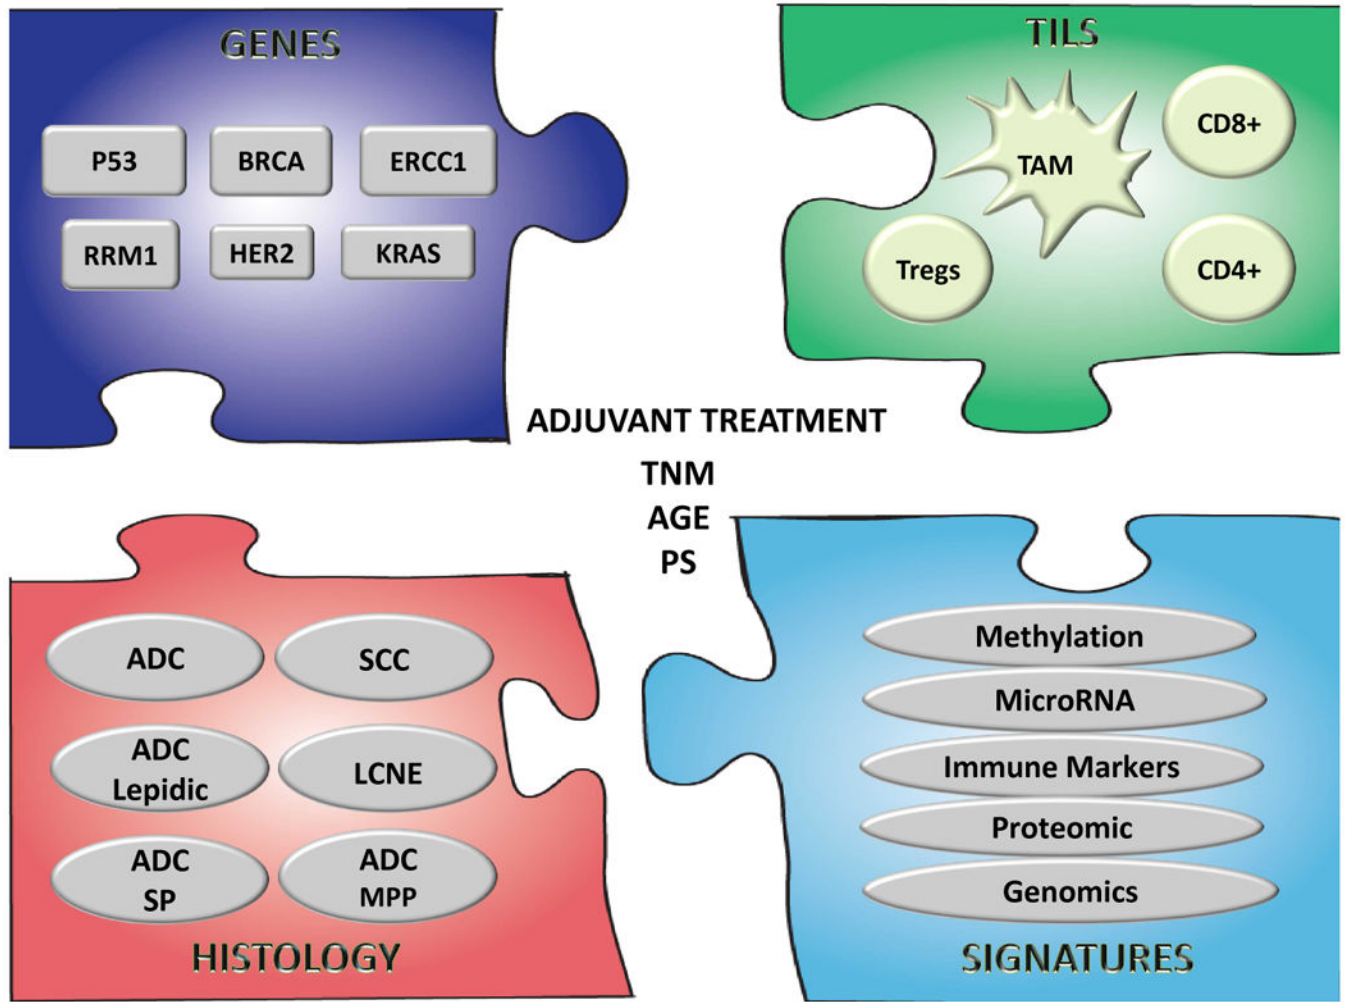 GENES
P53
BRCA
ERCC1
RRM1
HER2
KRAS
TILS
TAM
CD8+
Tregs
CD4+
ADJUVANT TREATMENT
TNM
AGE
PS
ADC
SCC
ADC
Lepidic
LCNE
ADC
SP
ADC
MPP
HISTOLOGY
Methylation
MicroRNA
Immune Markers
Proteomic
Genomics
SIGNATURES